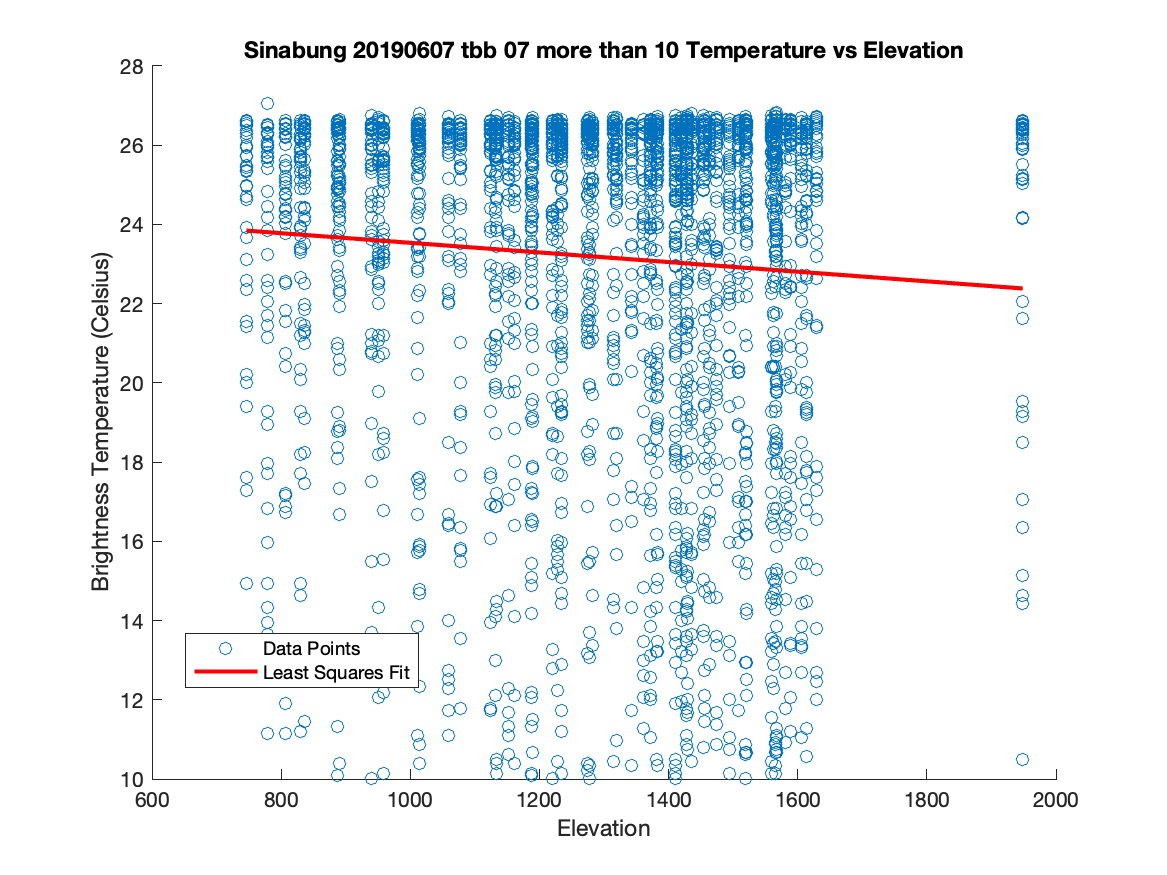 Sinabung 20190607 tbb 07 more than 10 Temperature vs Elevation
28
26
24
22
20
18
16
14
12
10
Brightness Temperature (Celsius)
Data Points
Least Squares Fit
600 800 1000 1200 1400 1600 1800 2000
Elevation